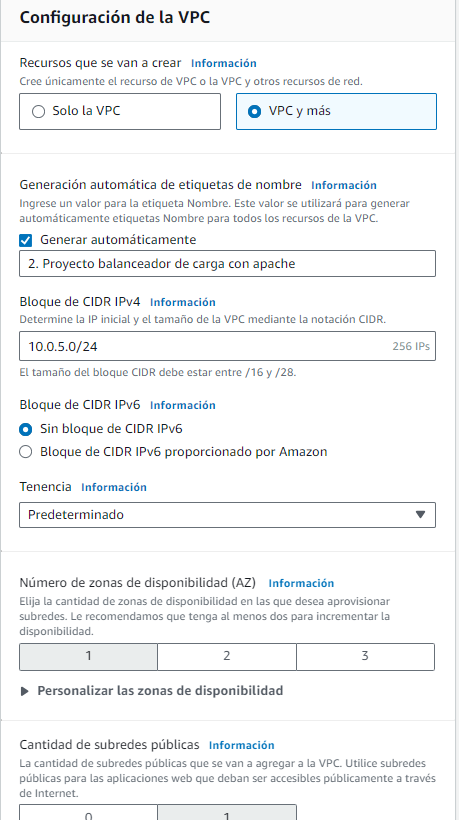 Configuración de la VPC
Recursos que se van a crear Información
Cree únicamente el recurso de VPC o la VPC y otros recursos de red.
Solo la VPC
VPC y más
Generación automática de etiquetas de nombre Información
Ingrese un valor para la etiqueta Nombre. Este valor se utilizará para generar
automáticamente etiquetas Nombre para todos los recursos de la VPC.
Generar automáticamente
2. Proyecto balanceador de carga con apache
Bloque de CIDR IPv4 Información
Determine la IP inicial y el tamaño de la VPC mediante la notación CIDR.
10.0.5.0/24 256 IPs
El tamaño del bloque CIDR debe estar entre /16 y /28.
Bloque de CIDR IPv6 Información
Sin bloque de CIDR IPv6
Bloque de CIDR IPv6 proporcionado por Amazon
Tenencia Información
Predeterminado
Número de zonas de disponibilidad (AZ) Información
Elija la cantidad de zonas de disponibilidad en las que desea aprovisionar
subredes. Le recomendamos que tenga al menos dos para incrementar la
disponibilidad.
1 2 3
Personalizar las zonas de disponibilidad
Cantidad de subredes públicas Información
La cantidad de subredes públicas que se van a agregar a la VPC. Utilice subredes
públicas para las aplicaciones web que deban ser accesibles públicamente a través
de Internet.
0 1